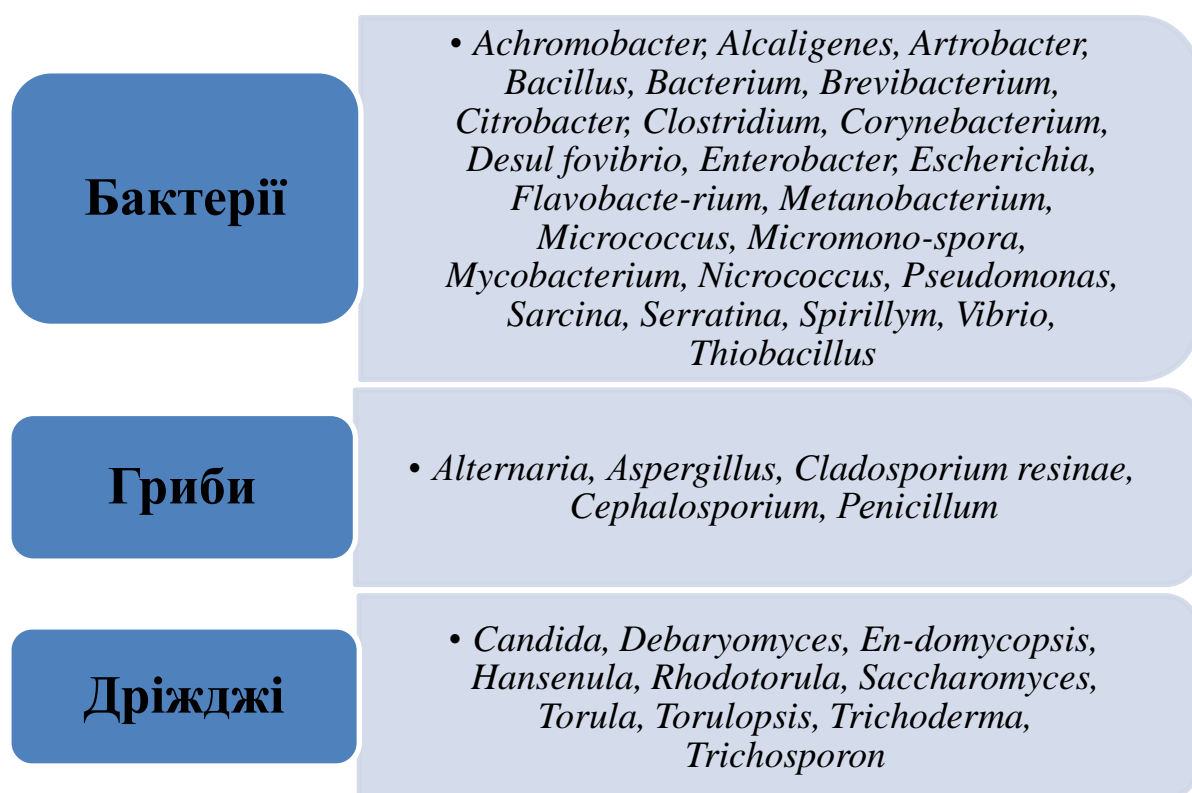 Бактерії
• Achromobacter, Alcaligenes, Artrobacter,
Bacillus, Bacterium, Brevibacterium,
Citrobacter, Clostridium, Corynebacterium,
Desul fovibrio, Enterobacter, Escherichia,
Flavobacte-rium, Metanobacterium,
Micrococcus, Micromono-spora,
Mycobacterium, Nicrococcus, Pseudomonas,
Sarcina, Serratina, Spirillym, Vibrio,
Thiobacillus
Гриби
• Alternaria, Aspergillus, Cladosporium resinae,
Cephalosporium, Penicillum
Дріжджі
• Candida, Debaryomyces, En-domycopsis,
Hansenula, Rhodotorula, Saccharomyces,
Torula, Torulopsis, Trichoderma,
Trichosporon